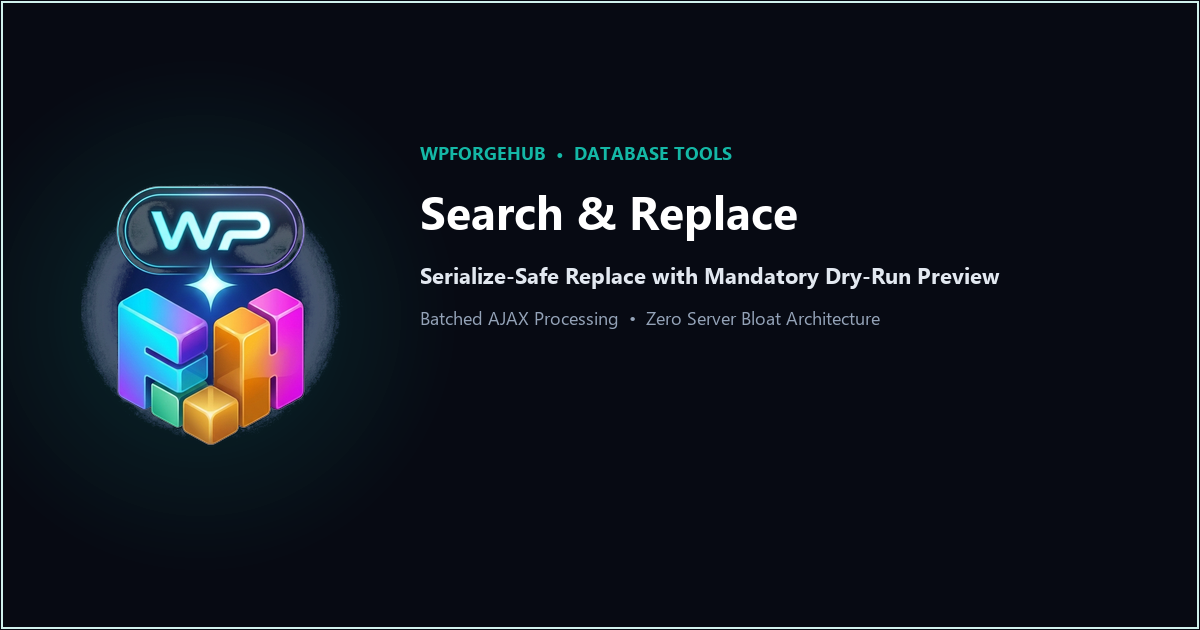 WP
FH
WPFORGEHUB • DATABASE TOOLS
Search & Replace
Serialize-Safe Replace with Mandatory Dry-Run Preview
Batched AJAX Processing • Zero Server Bloat Architecture